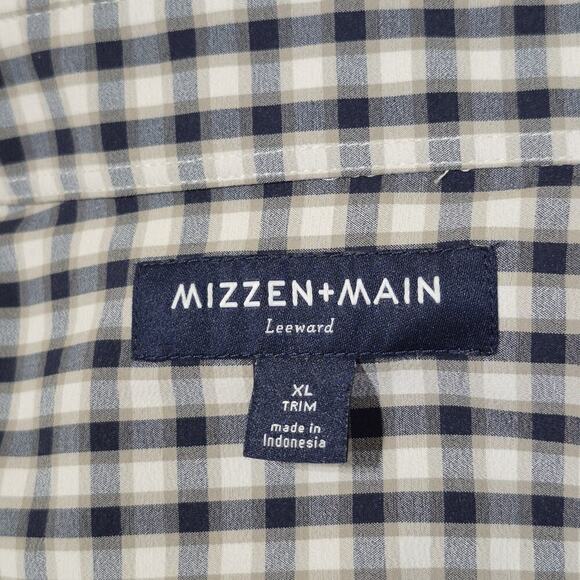 MIZZEN+MAIN
Leeward
XL
TRIM
made in
Indonesia